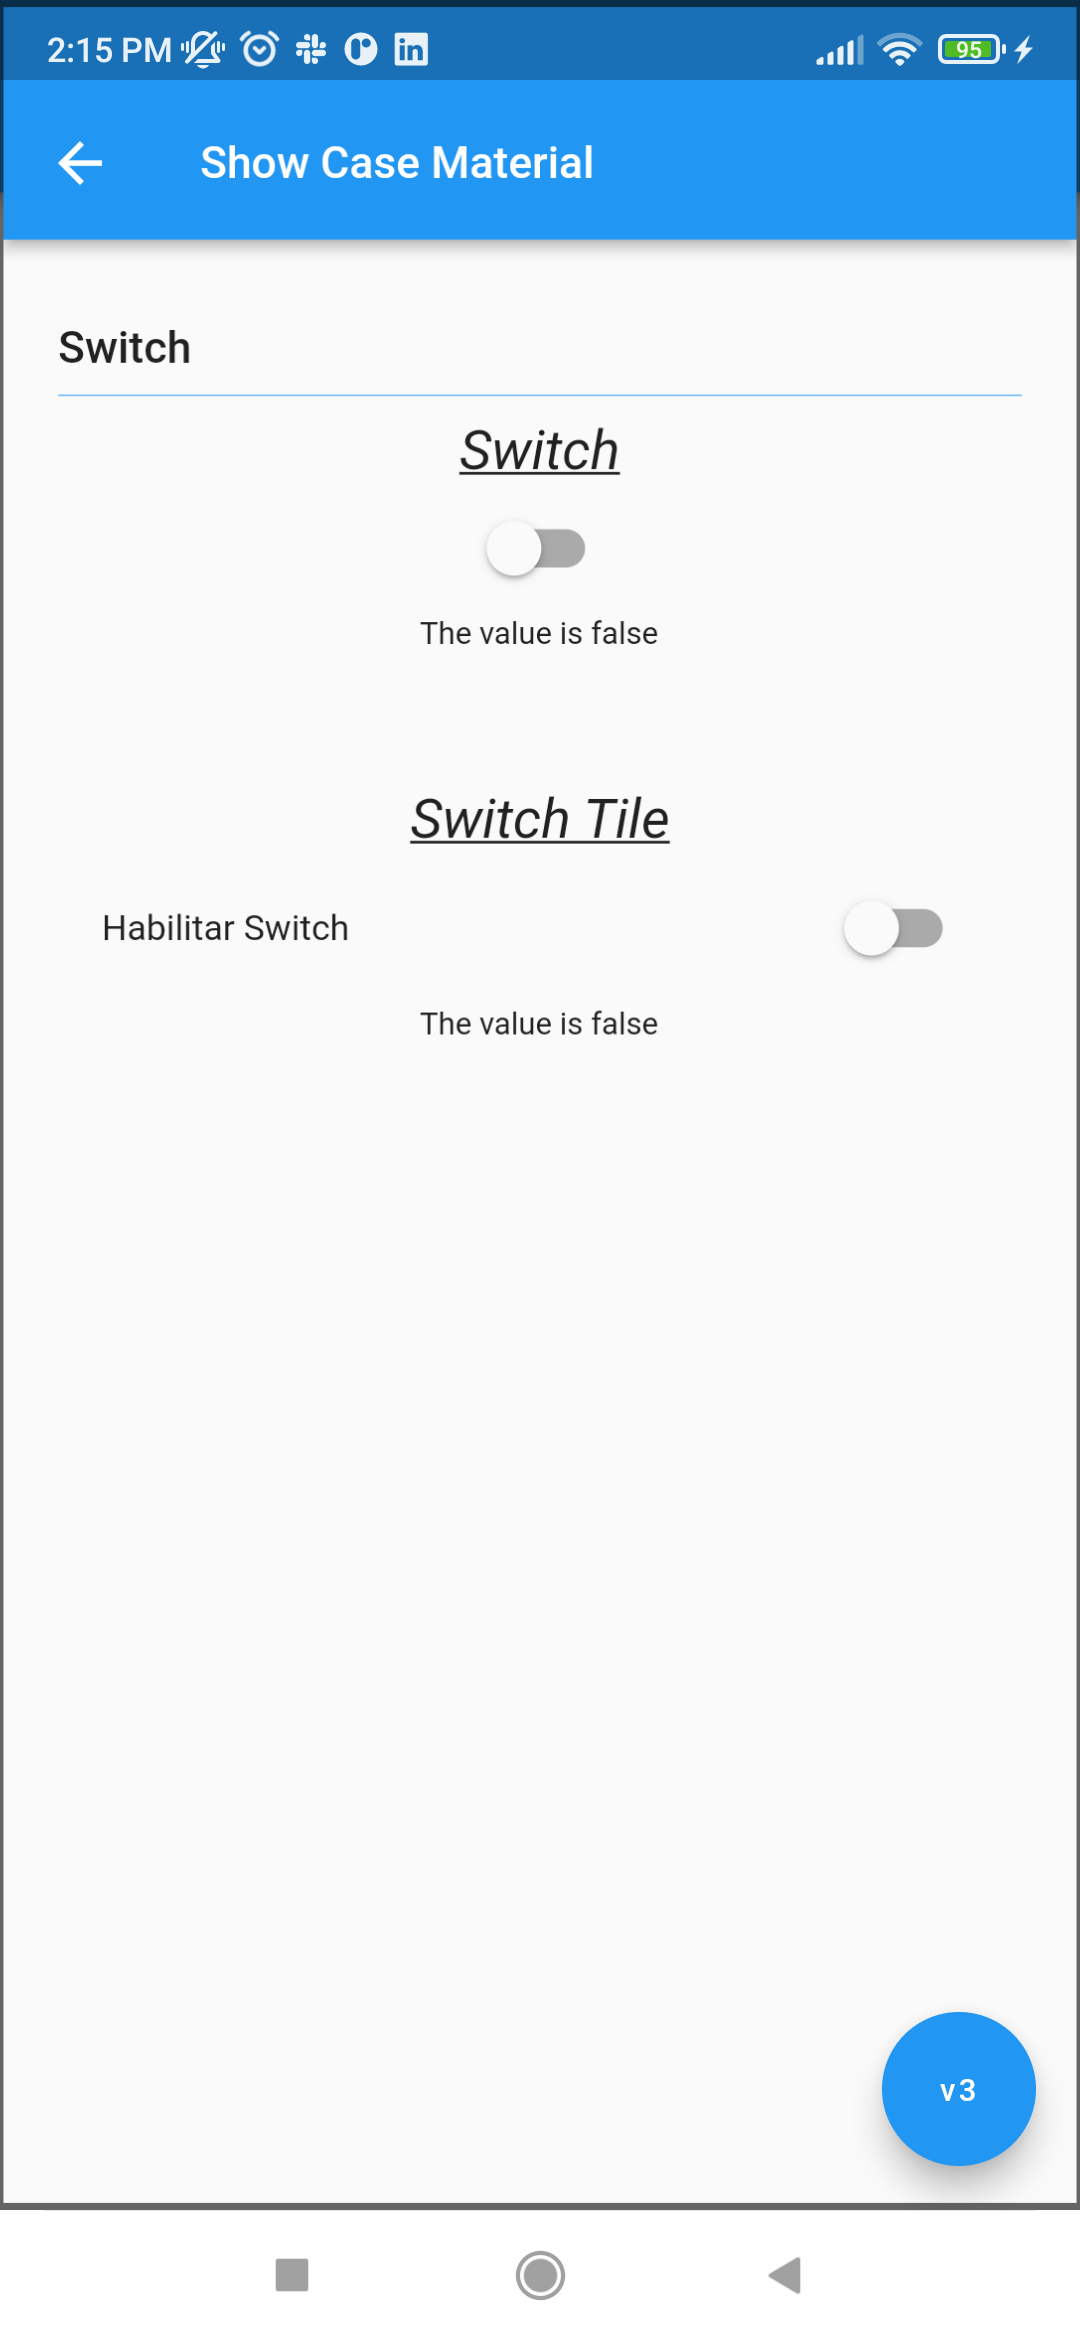 2:15 PM 95
Show Case Material
Switch
Switch
The value is false
Switch Tile
Habilitar Switch
The value is false
v3